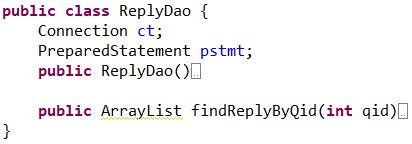 public class ReplyDao {
Connection ct;
PreparedStatement pstmt;
public ReplyDao()
public ArrayList findReplyByQid(int qid)
}